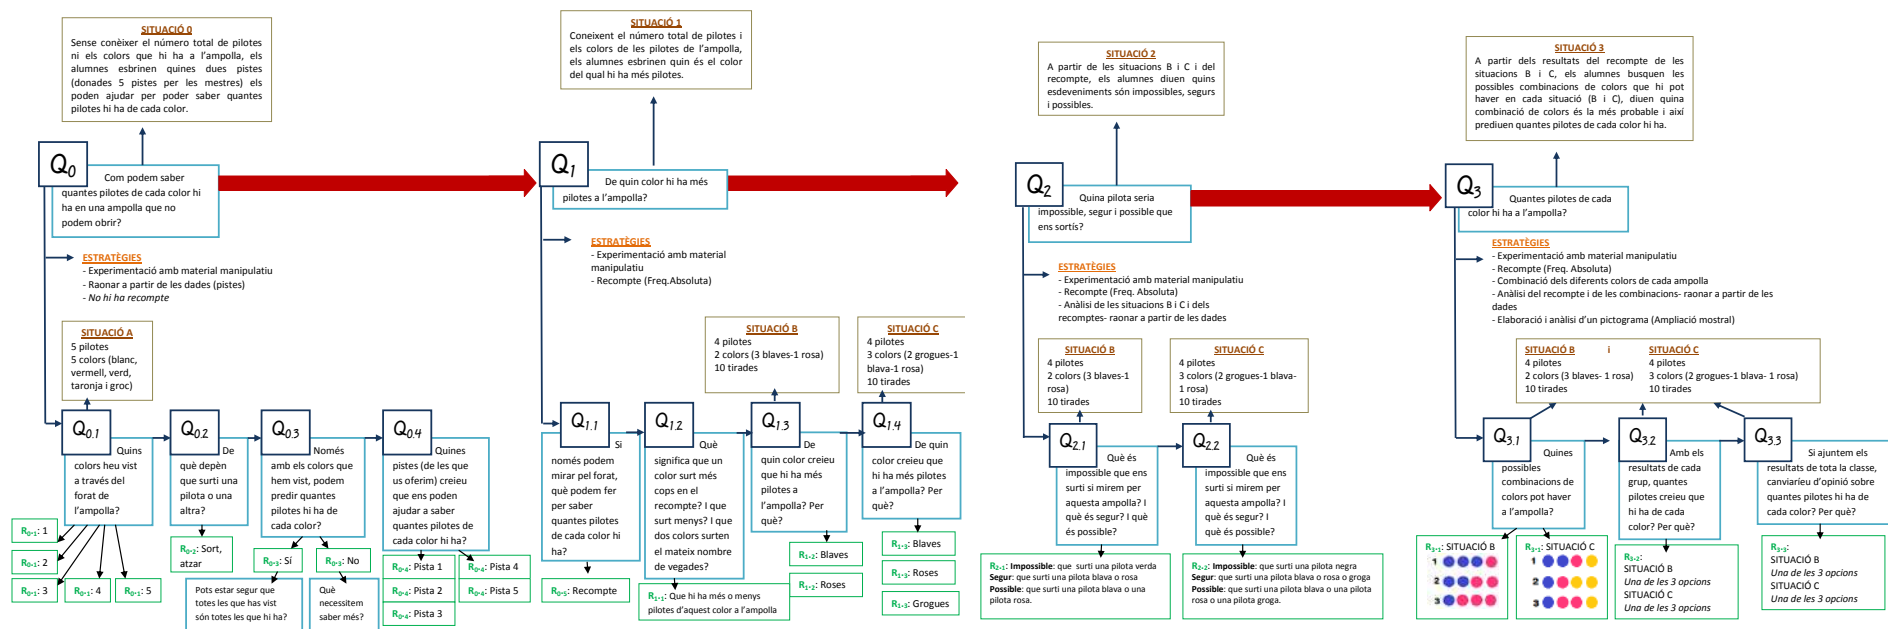 SITUACIÓ 0
Sense conèixer el número total de pilotes
ni els colors que hi ha a l'ampolla, els
alumnes esbrinen quines dues pistes
(donades 5 pistes per les mestres) els
poden ajudar per poder saber quantes
pilotes hi ha de cada color.
Q0
Com podem saber
quantes pilotes de cada color hi
ha en una ampolla que no
podem obrir?
ESTRATÈGIES
- Experimentació amb material manipulatiu
- Raonar a partir de les dades (pistes)
- No hi ha recompte
SITUACIÓ A
5 pilotes
5 colors (blanc,
vermell, verd,
taronja i groc)
Q0.1
Quins
colors heu vist
a través del
forat de
l'ampolla?
R0.1: 1
R0.1: 2
R0.1: 3
R0.1: 4
R0.1: 5
Q0.2
De
què depèn
que surti una
pilota o una
altra?
R0.2: Sort,
atzar
Q0.3
Només
amb els colors que
hem vist, podem
predir quantes
pilotes hi ha de
cada color?
R0.3: Sí
R0.3: No
Pots estar segur que
totes les que has vist
són totes les que hi ha?
Què
necessitem
saber més?
Q0.4
Quines
pistes (de les que
us oferim) creieu
que ens poden
ajudar a saber
quantes pilotes de
cada color hi ha?
R0.4: Pista 1
R0.4: Pista 2
R0.4: Pista 3
R0.4: Pista 4
R0.4: Pista 5
SITUACIÓ 1
Coneixent el número total de pilotes i
els colors de les pilotes de l'ampolla,
els alumnes esbrinen quin és el color
del qual hi ha més pilotes.
Q1
De quin color hi ha més
pilotes a l'ampolla?
ESTRATÈGIES
- Experimentació amb material
manipulatiu
- Recompte (Freq.Absoluta)
SITUACIÓ B
4 pilotes
2 colors (3 blaves-1 rosa)
10 tirades
SITUACIÓ C
4 pilotes
3 colors (2 grogues-1
blava-1 rosa)
10 tirades
Q1.1
Si
només podem
mirar pel forat,
què podem fer
per saber
quantes pilotes
de cada color hi
ha?
R0.5: Recompte
Q1.2
Què
significa que un
color surt més
cops en el
recompte? I que
surt menys? I que
dos colors surten
el mateix nombre
de vegades?
R1.1: Que hi ha més o menys
pilotes d'aquest color a l'ampolla
Q1.3
De
quin color creieu
que hi ha més
pilotes a
l'ampolla? Per
què?
R1.2: Blaves
R1.2: Roses
Q1.4
De quin
color creieu que
hi ha més pilotes
a l'ampolla? Per
què?
R1.3: Blaves
R1.3: Roses
R1.3: Grogues
SITUACIÓ 2
A partir de les situacions B i C i del
recompte, els alumnes diuen quins
esdeveniments són impossibles, segurs
i possibles.
Q2
Quina pilota seria
impossible, segur i possible que
ens sortís?
ESTRATÈGIES
- Experimentació amb material manipulatiu
- Recompte (Freq. Absoluta)
- Anàlisi de les situacions B i C i dels
recomptes- raonar a partir de les dades
SITUACIÓ B
4 pilotes
2 colors (3 blaves-1
rosa)
10 tirades
SITUACIÓ C
4 pilotes
3 colors (2 grogues-1 blava-
1 rosa)
10 tirades
Q2.1
Què és
impossible que ens
surti si mirem per
aquesta ampolla? I
què és segur? I què
és possible?
R2.1: Impossible: que surti una pilota verda
Segur: que surti una pilota blava o rosa
Possible: que surti una pilota blava o una
pilota rosa.
Q2.2
Què és
impossible que ens
surti si mirem per
aquesta ampolla? I
què és segur? I
què és possible?
R2.2: Impossible: que surti una pilota negra
Segur: que surti una pilota blava o rosa o groga
Possible: que surti una pilota blava o una pilota
rosa o una pilota groga.
SITUACIÓ 3
A partir dels resultats del recompte de les
situacions B i C, els alumnes busquen les
possibles combinacions de colors que hi pot
haver en cada situació (B i C), diuen quina
combinació de colors és la més probable i així
prediuen quantes pilotes de cada color hi ha.
Q3
Quantes pilotes de cada
color hi ha a l'ampolla?
ESTRATÈGIES
- Experimentació amb material manipulatiu
- Recompte (Freq. Absoluta)
- Combinació dels diferents colors de cada ampolla
- Anàlisi del recompte i de les combinacions- raonar a partir de les
dades
- Elaboració i anàlisi d'un pictograma (Ampliació mostral)
SITUACIÓ B i SITUACIÓ C
4 pilotes 4 pilotes
2 colors (3 blaves- 1 rosa) 3 colors (2 grogues-1 blava- 1 rosa)
10 tirades 10 tirades
Q3.1
Quines
possibles
combinacions de
colors pot haver
a l'ampolla?
R3.1: SITUACIÓ B
1
2
3
R3.1: SITUACIÓ C
1
2
3
Q3.2
Amb els
resultats de cada
grup, quantes
pilotes creieu que
hi ha de cada
color? Per què?
R3.2:
SITUACIÓ B
Una de les 3 opcions
SITUACIÓ C
Una de les 3 opcions
Q3.3
Si ajuntem els
resultats de tota la classe,
canviaríeu d'opinió sobre
quantes pilotes hi ha de
cada color? Per què?
R3.3:
SITUACIÓ B
Una de les 3 opcions
SITUACIÓ C
Una de les 3 opcions